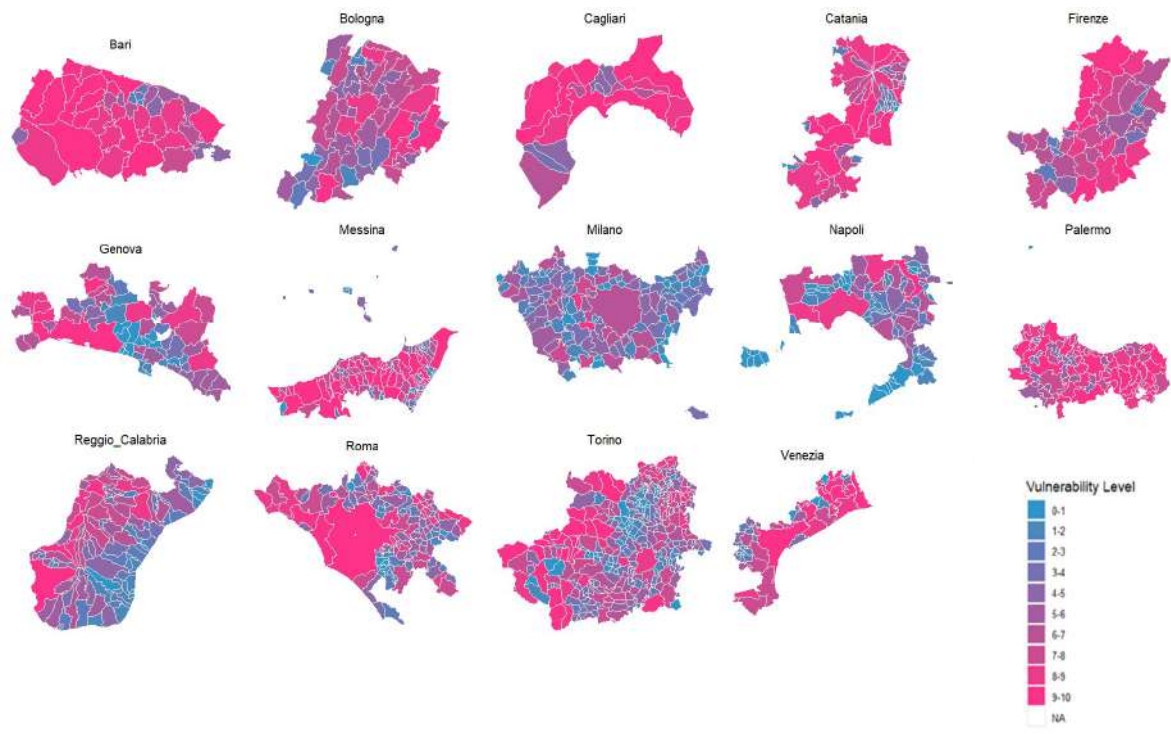 Bari
Bologna
Cagliari
Catania
Firenze
Genova
Messina
Milano
Napoli
Palermo
Reggio_Calabria
Roma
Torino
Venezia
Vulnerability Level
0-1
1-2
2-3
3-4
4-5
5-6
6-7
7-8
8-9
9-10
NA